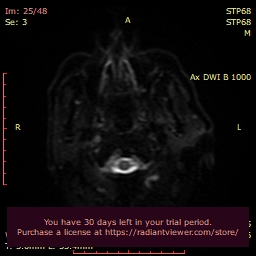 Im: 25/48
Se: 3
A
STP68
STP68
M
Ax DWI B 1000
R
L
You have 30 days left in your trial period.
Purchase a license at https://radiantviewer.com/store/